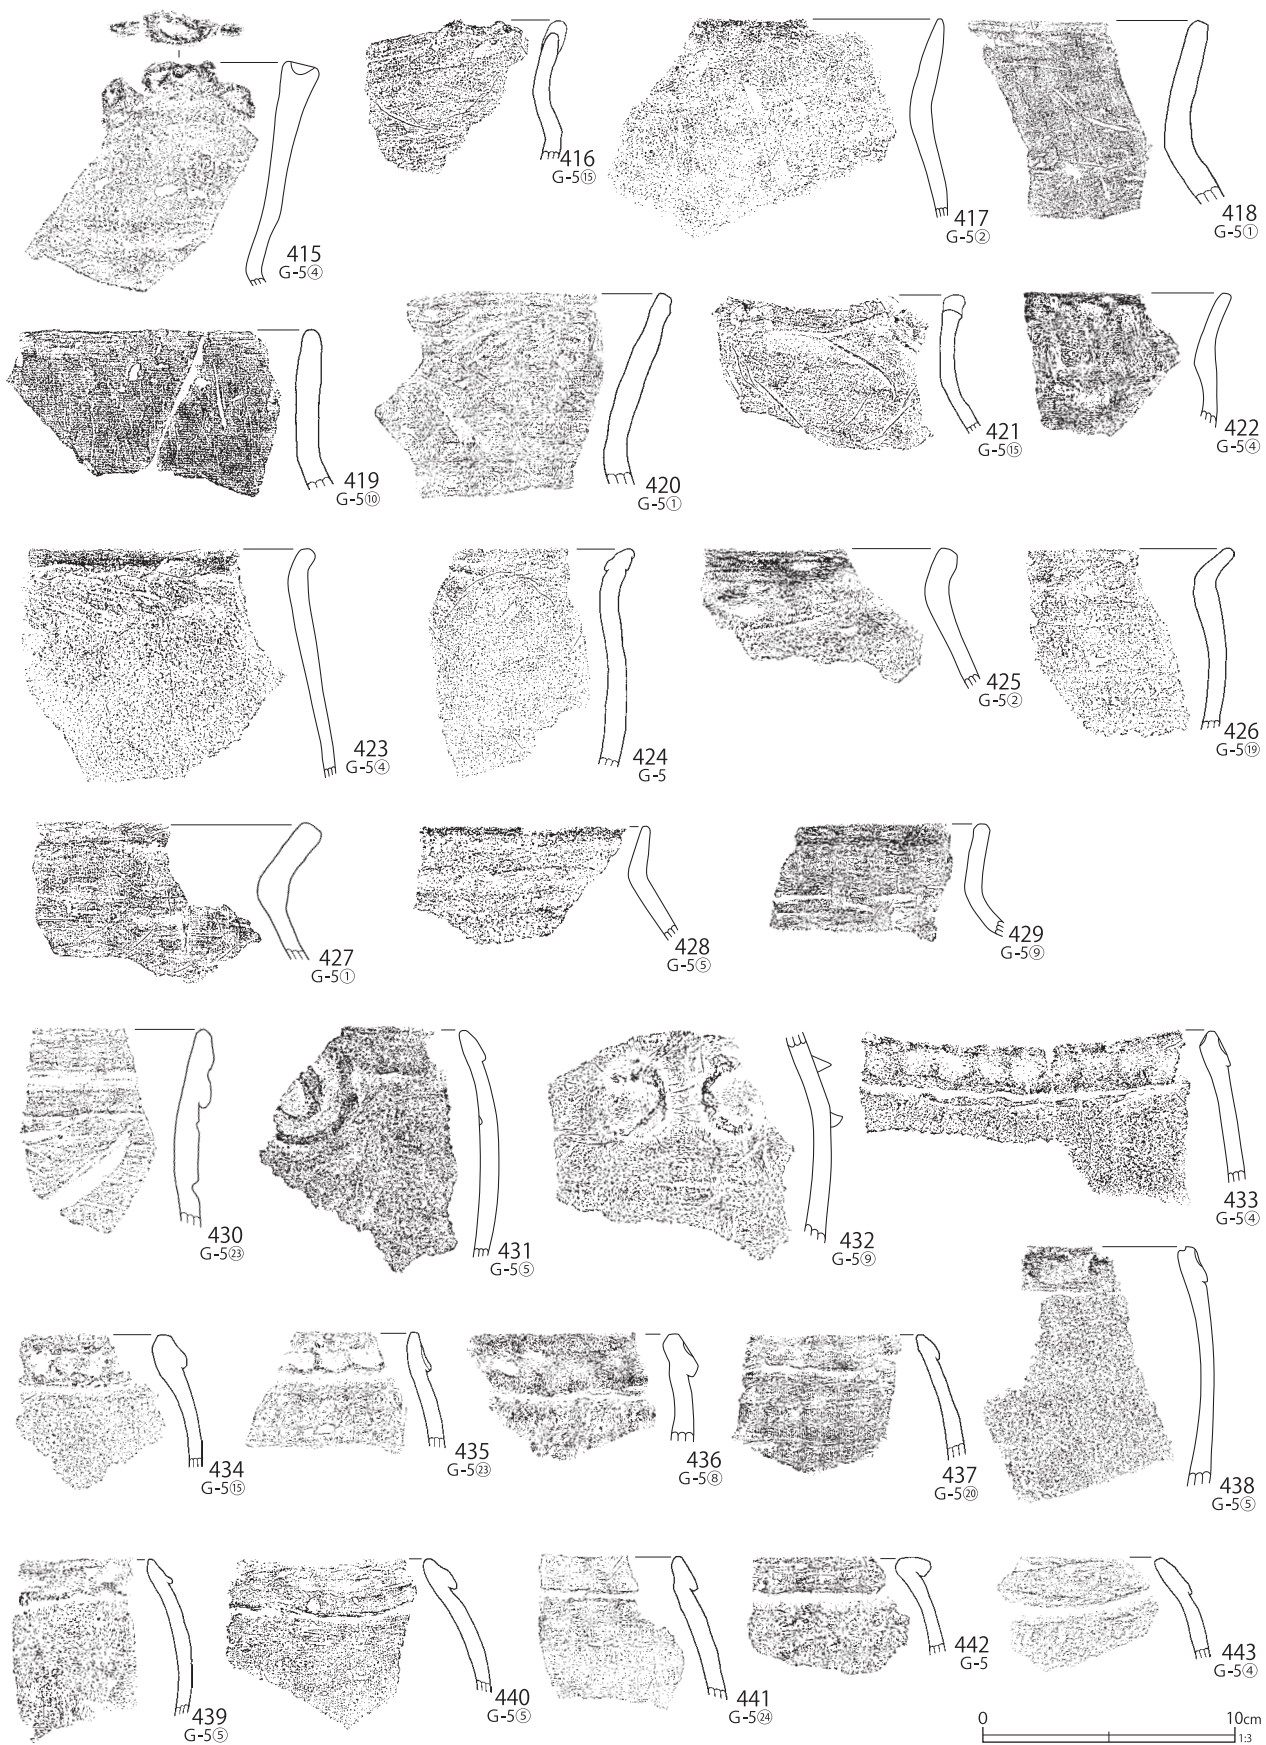 415
G-5④
416
G-5⑮
417
G-5②
418
G-5①
419
G-5⑩
420
G-5①
421
G-5⑮
422
G-5④
423
G-5④
424
G-5
425
G-5②
426
G-5⑲
427
G-5①
428
G-5⑤
429
G-5⑨
430
G-5㉓
431
G-5⑤
432
G-5⑨
433
G-5④
434
G-5⑮
435
G-5㉓
436
G-5⑧
437
G-5⑳
438
G-5⑤
439
G-5⑤
440
G-5⑤
441
G-5㉔
442
G-5
443
G-5④
0 10cm
1:3